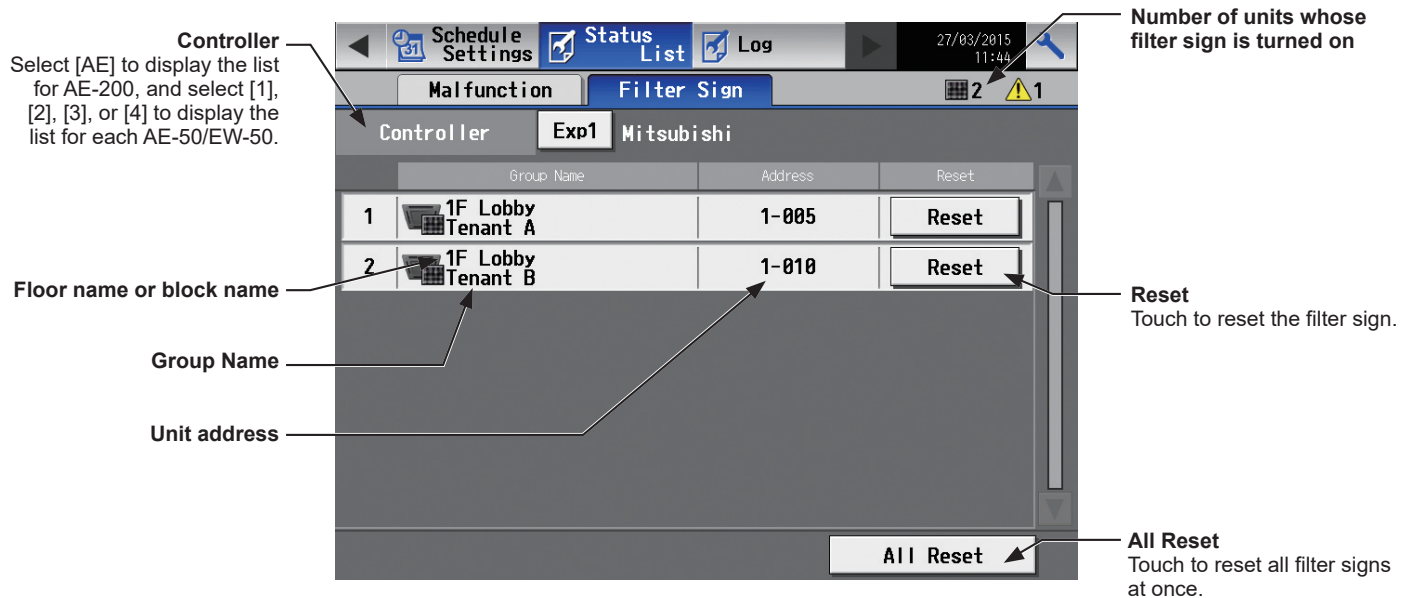 Controller
Select [AE] to display the list
for AE-200, and select [1],
[2], [3], or [4] to display the
list for each AE-50/EW-50.
Number of units whose
filter sign is turned on
31 Schedule Settings Status List Log 27/03/2015
11:44
Malfunction Filter Sign 2 1
Controller Exp1 Mitsubishi
Group Name Address Reset
1 1F Lobby
Tenant A 1-005 Reset
2 1F Lobby
Tenant B 1-010 Reset
Floor name or block name
Group Name
Unit address
Reset
Touch to reset the filter sign.
All Reset
All Reset
Touch to reset all filter signs
at once.